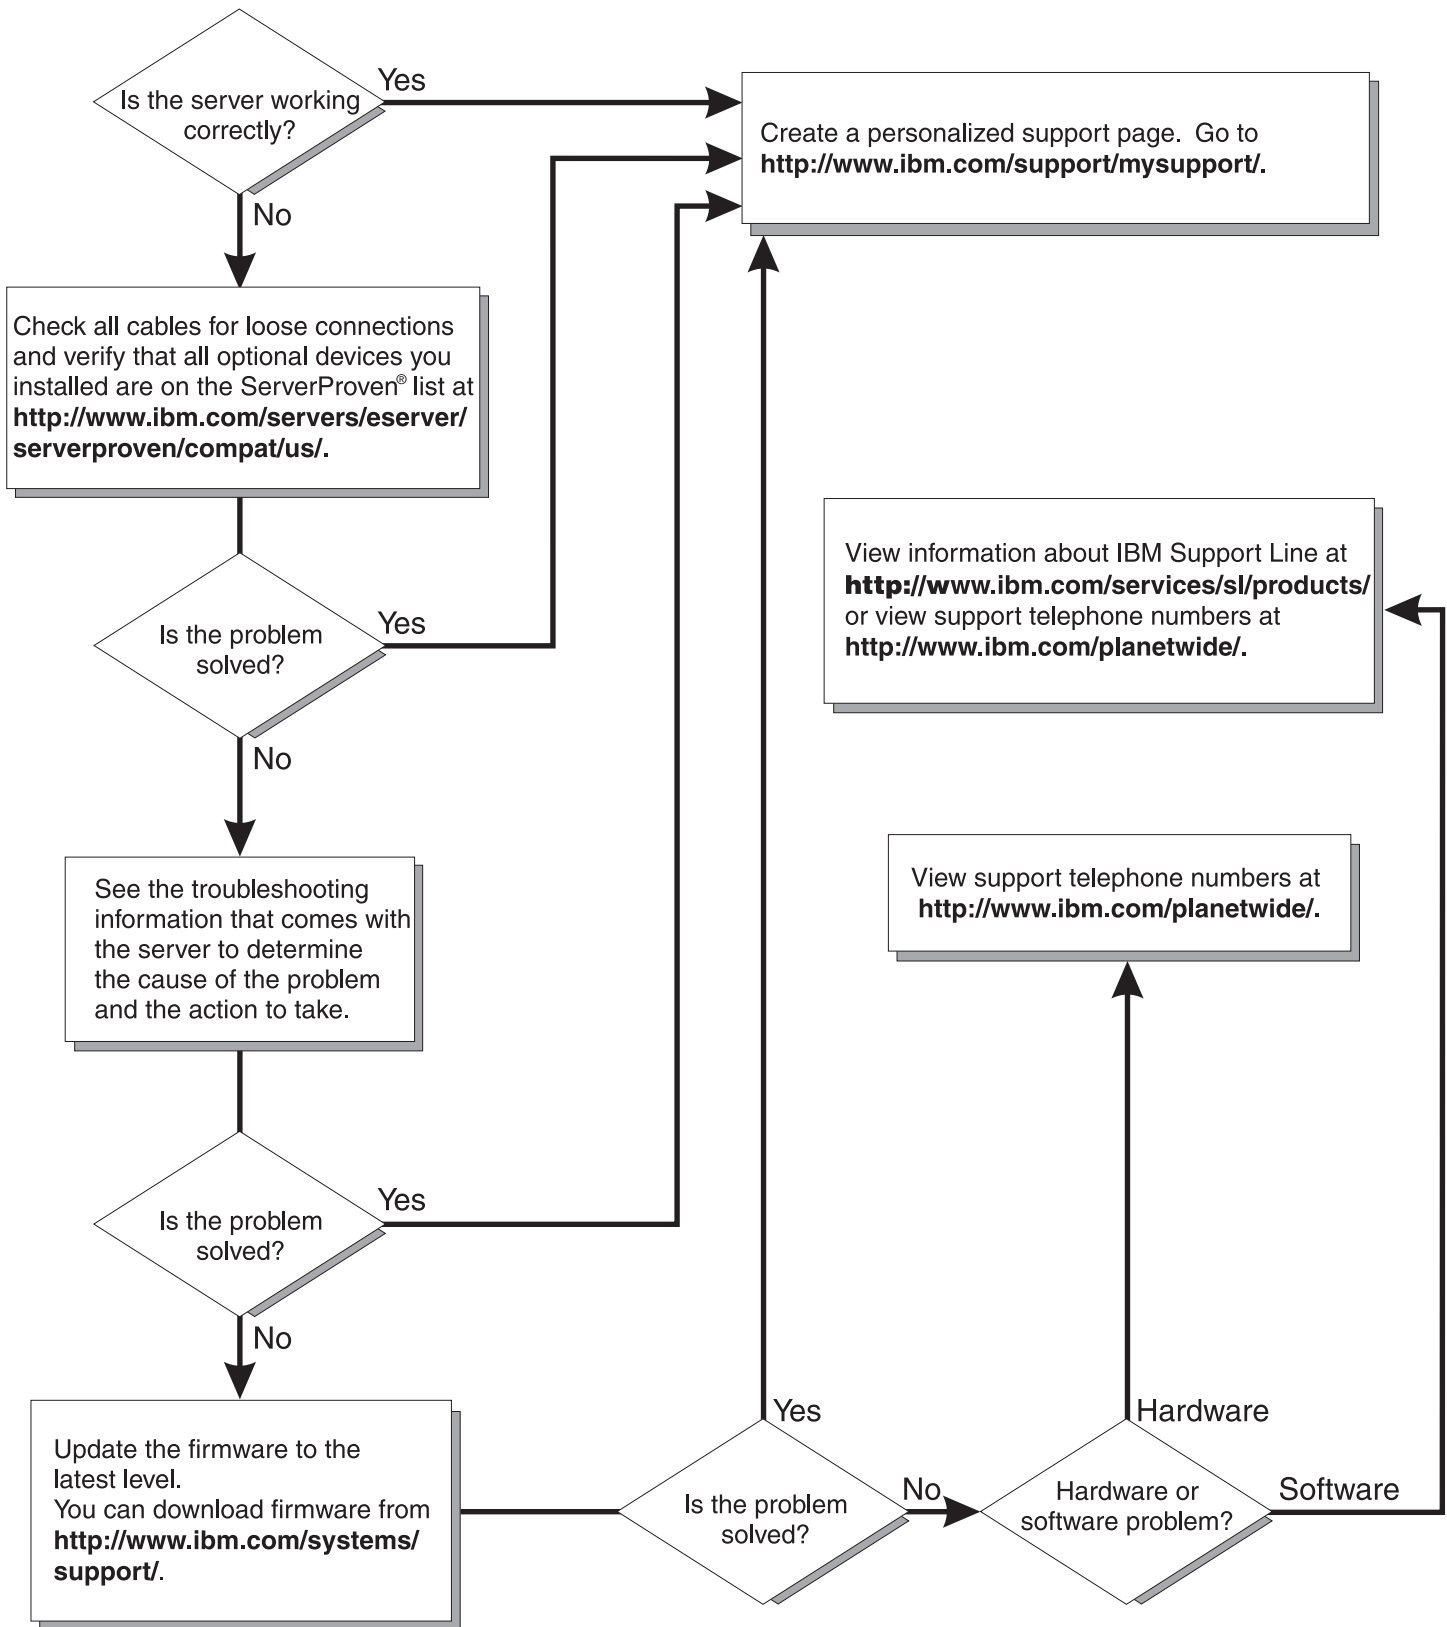 Is the server working
correctly?
Yes
No
Create a personalized support page. Go to
http://www.ibm.com/support/mysupport/.
Check all cables for loose connections
and verify that all optional devices you
installed are on the ServerProven® list at
http://www.ibm.com/servers/eserver/
serverproven/compat/us/.
Is the problem
solved?
Yes
No
View information about IBM Support Line at
http://www.ibm.com/services/sl/products/
or view support telephone numbers at
http://www.ibm.com/planetwide/.
See the troubleshooting
information that comes with
the server to determine
the cause of the problem
and the action to take.
View support telephone numbers at
http://www.ibm.com/planetwide/.
Is the problem
solved?
Yes
No
Update the firmware to the
latest level.
You can download firmware from
http://www.ibm.com/systems/
support/.
Is the problem
solved?
Yes
No
Hardware or
software problem?
Hardware
Software